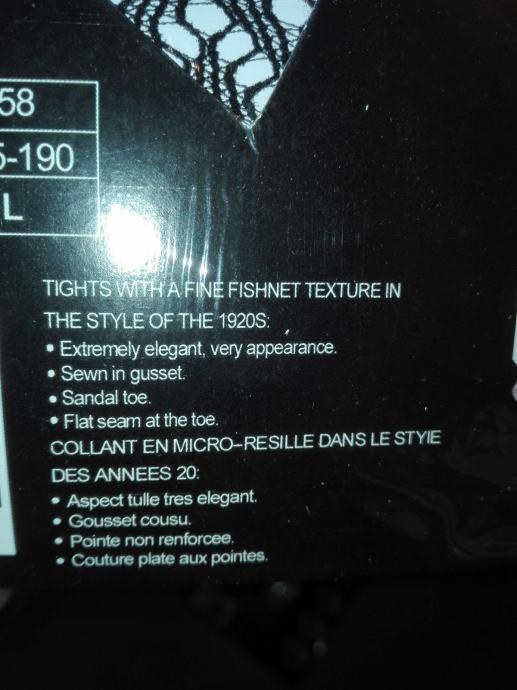 58
5-190
L
TIGHTS WITH A FINE FISHNET TEXTURE IN
THE STYLE OF THE 1920S:
• Extremely elegant, very appearance.
• Sewn in gusset.
• Sandal toe.
• Flat seam at the toe.
COLLANT EN MICRO-RESILLE DANS LE STYIE
DES ANNEES 20:
• Aspect tulle tres elegant.
• Gousset cousu.
• Pointe non renforcee.
• Couture plate aux pointes.